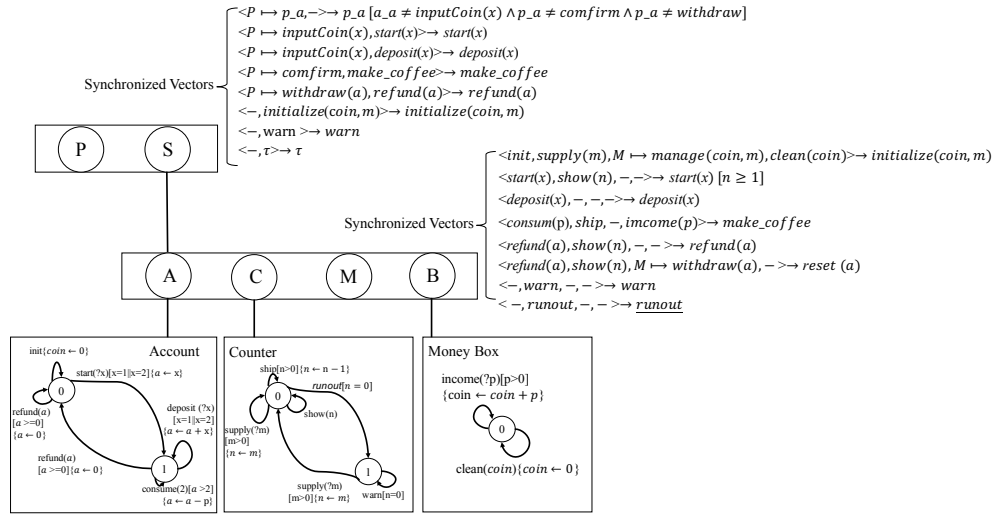 <P ↦ p_a,−>→ p_a [a_a ≠ inputCoin(x) ∧ p_a ≠ comfirm ∧ p_a ≠ withdraw]
<P ↦ inputCoin(x), start(x)>→ start(x)
<P ↦ inputCoin(x), deposit(x)>→ deposit(x)
<P ↦ comfirm, make_coffee>→ make_coffee
<P ↦ withdraw(a), refund(a)>→ refund(a)
<−, initialize(coin, m)>→ initialize(coin, m)
<−, warn >→ warn
<−, τ>→ τ
Synchronized Vectors
P
S
<init, supply(m), M ↦ manage(coin, m), clean(coin)>→ initialize(coin, m)
<start(x), show(n), −,−>→ start(x) [n ≥ 1]
<deposit(x), −, −,−>→ deposit(x)
<consum(p), ship, −, imcome(p)>→ make_coffee
<refund(a), show(n), −, − >→ refund(a)
<refund(a), show(n), M ↦ withdraw(a), − >→ reset (a)
<−, warn, −, − >→ warn
< −, runout, −, − >→ runout
Synchronized Vectors
A
C
M
B
Account
init{coin ← 0}
start(?x)[x=1||x=2]{a ← x}
0
refund(a)
[a >=0]
{a ← 0}
deposit (?x)
[x=1||x=2]
{a ← a + x}
refund(a)
[a >=0]{a ← 0}
1
consume(2)[a >2]
{a ← a − p}
Counter
ship[n>0]{n ← n − 1}
runout[n = 0]
0
show(n)
supply(?m)
[m>0]
{n ← m}
1
supply(?m)
[m>0]{n ← m}
warn[n=0]
Money Box
income(?p)[p>0]
{coin ← coin + p}
0
clean(coin){coin ← 0}